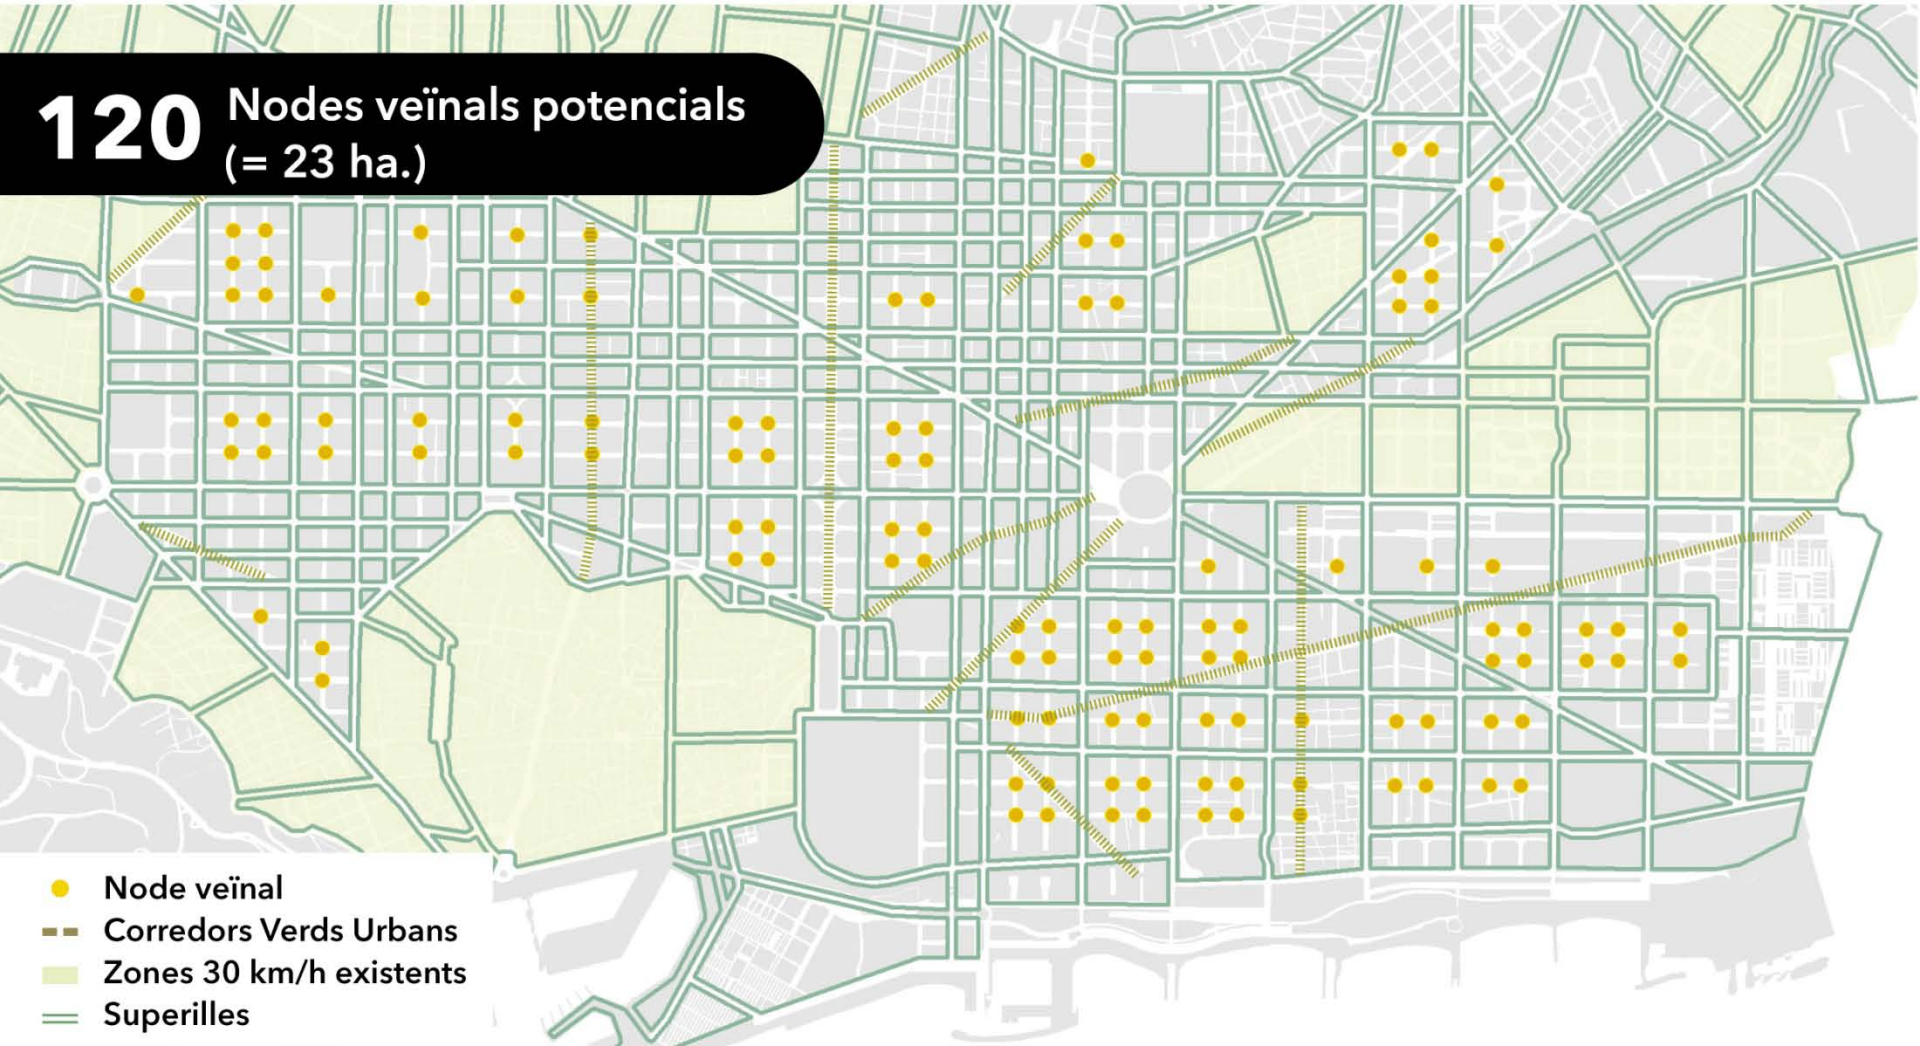 120 Nodes veïnals potencials
(= 23 ha.)
Node veïnal
Corredors Verds Urbans
Zones 30 km/h existents
Superilles